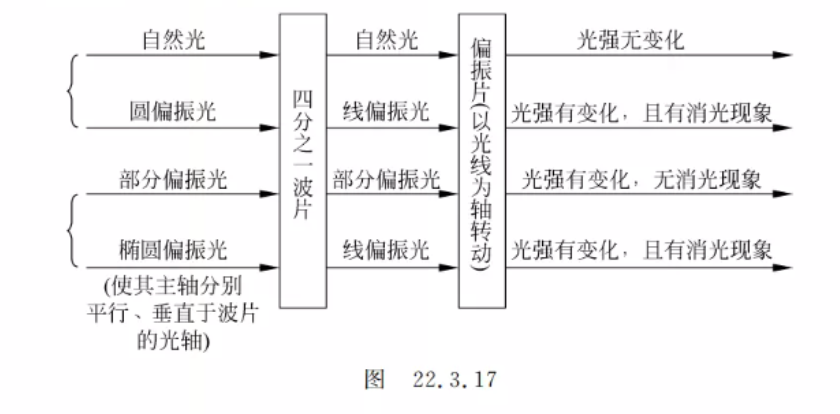 自然光
自然光
光强无变化
圆偏振光
线偏振光
光强有变化，且有消光现象
部分偏振光
部分偏振光
光强有变化，无消光现象
椭圆偏振光
线偏振光
光强有变化，且有消光现象
(使其主轴分别
平行、垂直于波片
的光轴)
四分之一波片
偏振片(以光线为轴转动)
图 22.3.17